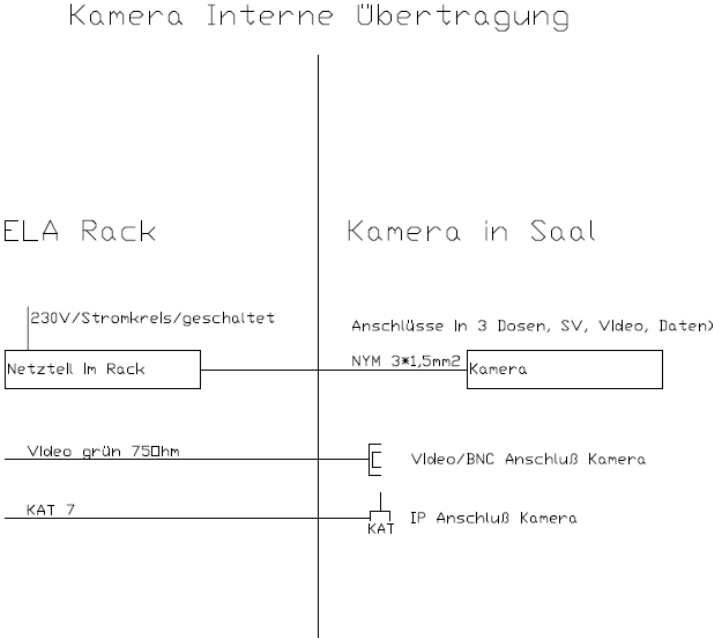 Kamera Interne Übertragung
ELA Rack
Kamera in Saal
230V/Stromkreis/geschaltet
Anschlüsse in 3 Dosen, SV, Video, Daten)
Netzteil im Rack
NYM 3*1,5mm2
Kamera
Video grün 75Ohm
Video/BNC Anschluß Kamera
KAT 7
KAT
IP Anschluß Kamera